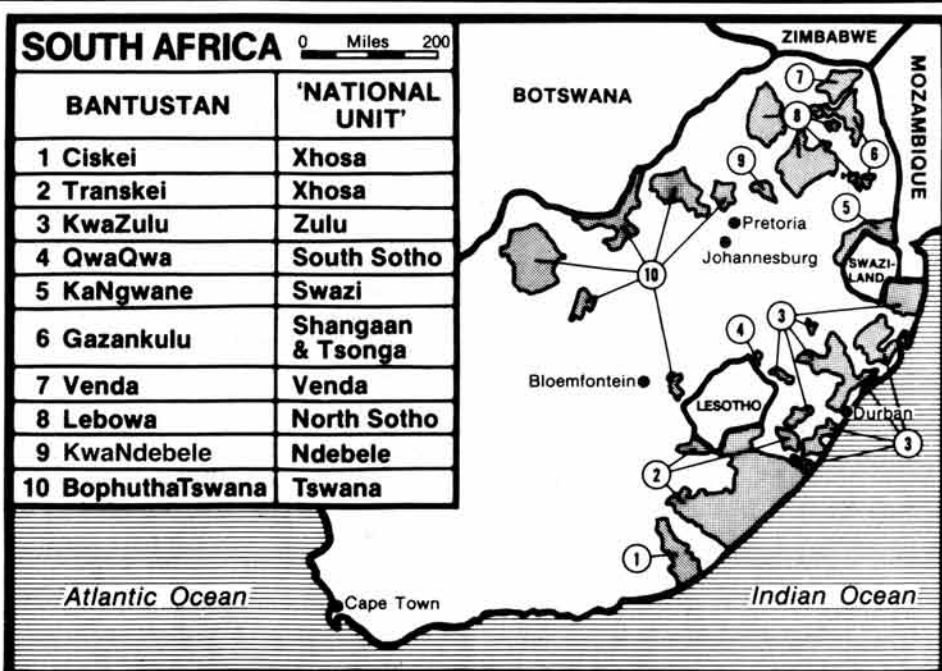 SOUTH AFRICA 0 Miles 200
BANTUSTAN 'NATIONAL UNIT'
1 Ciskei Xhosa
2 Transkei Xhosa
3 KwaZulu Zulu
4 QwaQwa South Sotho
5 KaNgwane Swazi
6 Gazankulu Shangaan & Tsonga
7 Venda Venda
8 Lebowa North Sotho
9 KwaNdebele Ndebele
10 BophuthaTswana Tswana
ZIMBABWE
BOTSWANA
MOZAMBIQUE
7
8
6
9
5
Pretoria
Johannesburg
SWAZI-
LAND
10
3
4
Bloemfontein
LESOTHO
Durban
3
2
1
Atlantic Ocean
Cape Town
Indian Ocean